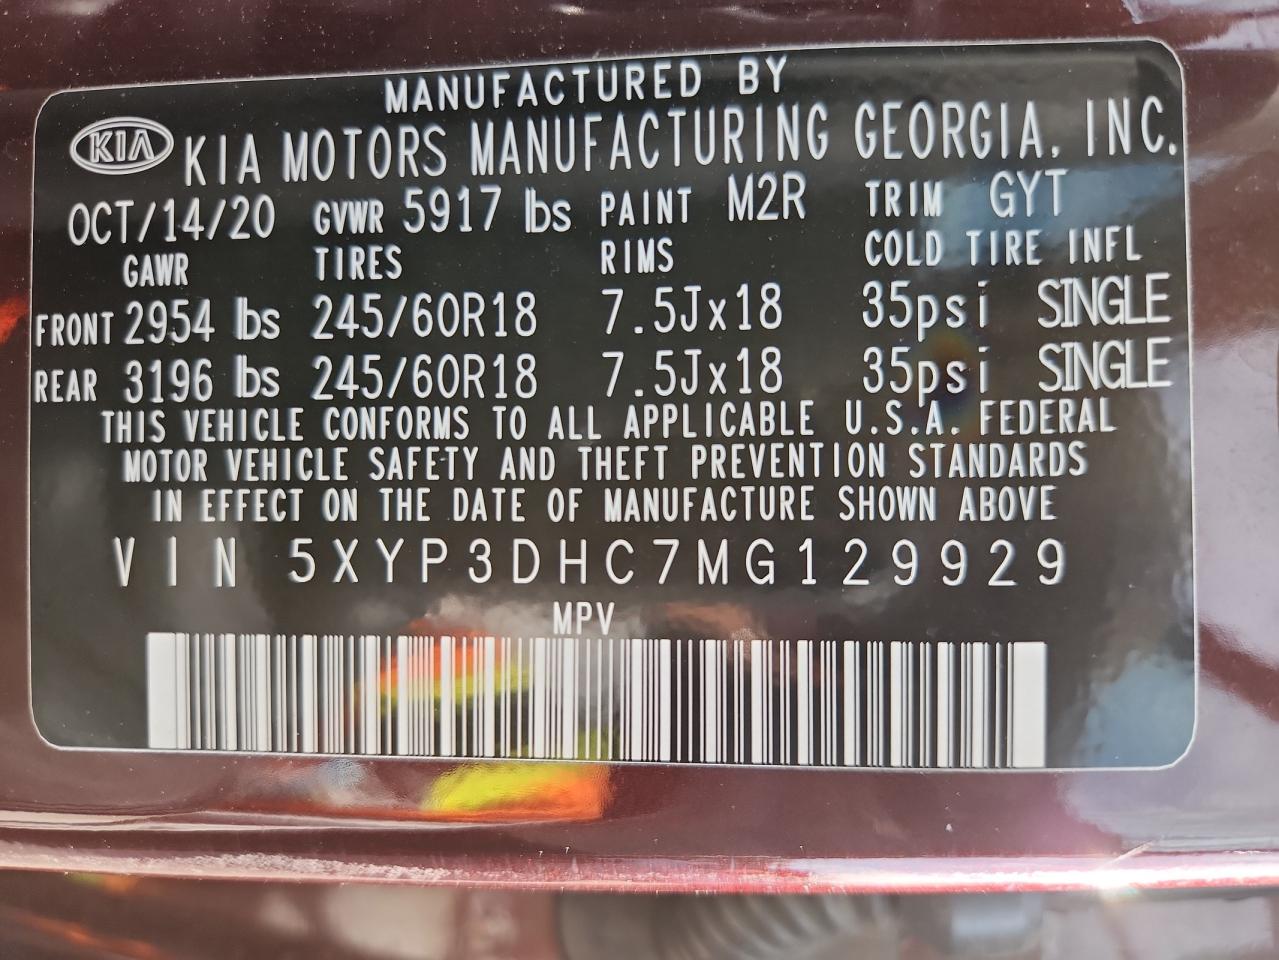 MANUFACTURED BY
KIA KIA MOTORS MANUFACTURING GEORGIA, INC.
OCT/14/20 GVWR 5917 lbs PAINT M2R TRIM GYT
GAWR TIRES RIMS COLD TIRE INFL
FRONT 2954 lbs 245/60R18 7.5Jx18 35psi SINGLE
REAR 3196 lbs 245/60R18 7.5Jx18 35psi SINGLE
THIS VEHICLE CONFORMS TO ALL APPLICABLE U.S.A. FEDERAL
MOTOR VEHICLE SAFETY AND THEFT PREVENTION STANDARDS
IN EFFECT ON THE DATE OF MANUFACTURE SHOWN ABOVE
VIN 5XYP3DHC7MG129929
MPV